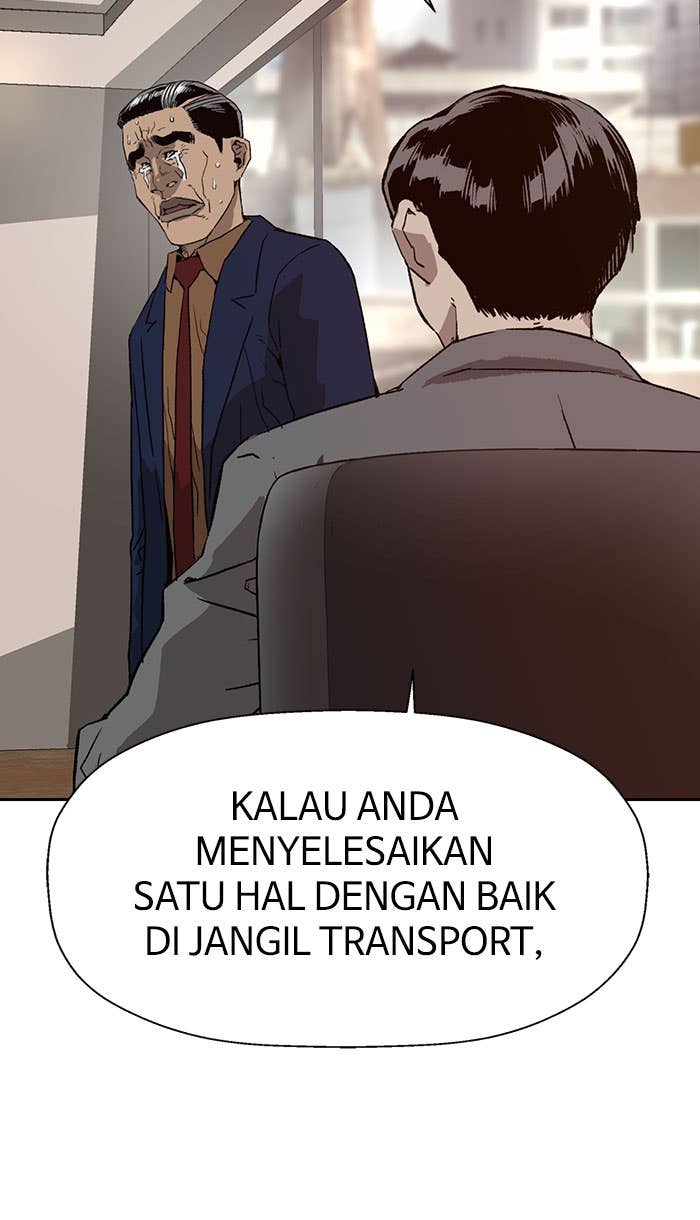 KALAU ANDA
MENYELESAIKAN
SATU HAL DENGAN BAIK
DI JANGIL TRANSPORT,